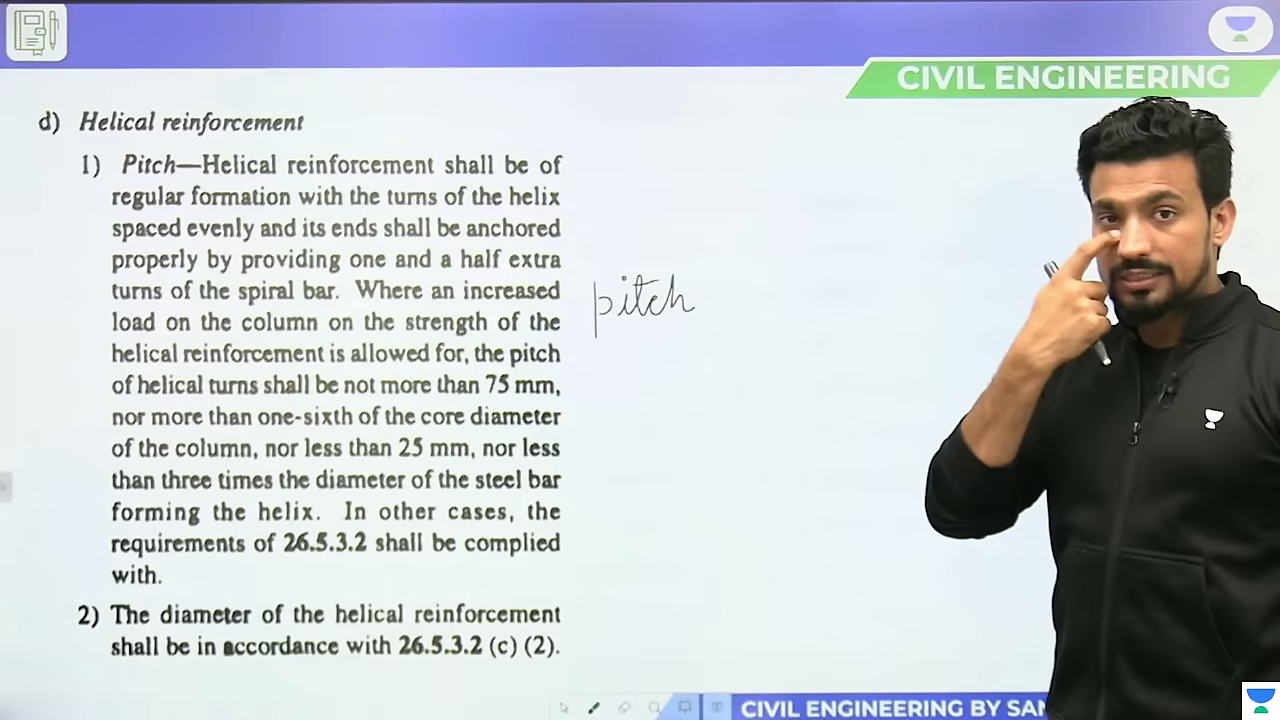 CIVIL ENGINEERING
d) Helical reinforcement
1) Pitch—Helical reinforcement shall be of
regular formation with the turns of the helix
spaced evenly and its ends shall be anchored
properly by providing one and a half extra
turns of the spiral bar. Where an increased
load on the column on the strength of the
helical reinforcement is allowed for, the pitch
of helical turns shall be not more than 75 mm,
nor more than one-sixth of the core diameter
of the column, nor less than 25 mm, nor less
than three times the diameter of the steel bar
forming the helix. In other cases, the
requirements of 26.5.3.2 shall be complied
with.
pitch
2) The diameter of the helical reinforcement
shall be in accordance with 26.5.3.2 (c) (2).
CIVIL ENGINEERING BY SAN